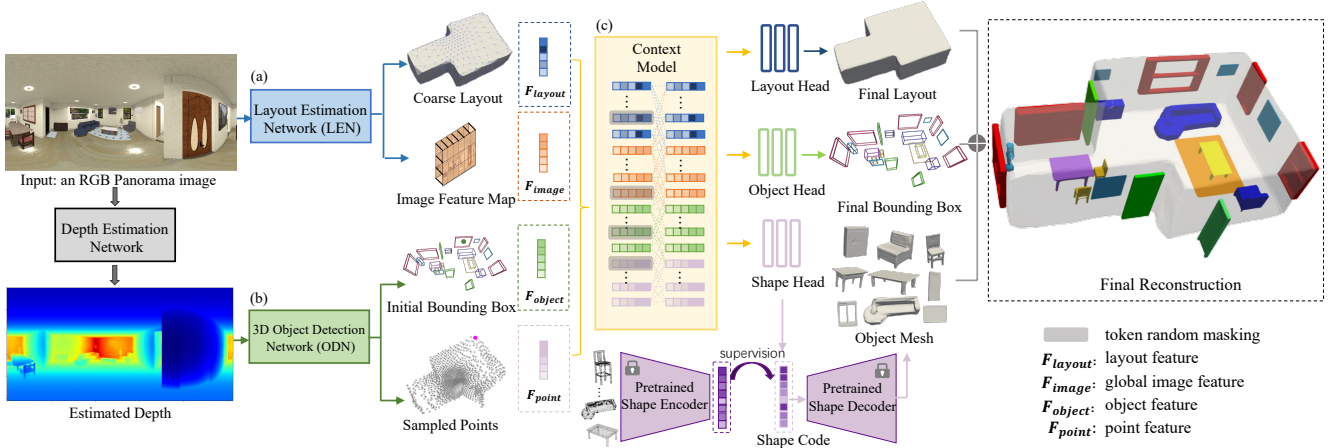 Input: an RGB Panorama image
Depth Estimation
Network
Estimated Depth
(a)
Layout Estimation
Network (LEN)
(b)
3D Object Detection
Network (ODN)
Coarse Layout
Image Feature Map
Initial Bounding Box
Sampled Points
F_layout
F_image
F_object
F_point
(c)
Context
Model
Layout Head
Object Head
Shape Head
Final Layout
Final Bounding Box
Object Mesh
Pretrained
Shape Encoder
supervision
Shape Code
Pretrained
Shape Decoder
Final Reconstruction
token random masking
F_layout: layout feature
F_image: global image feature
F_object: object feature
F_point: point feature